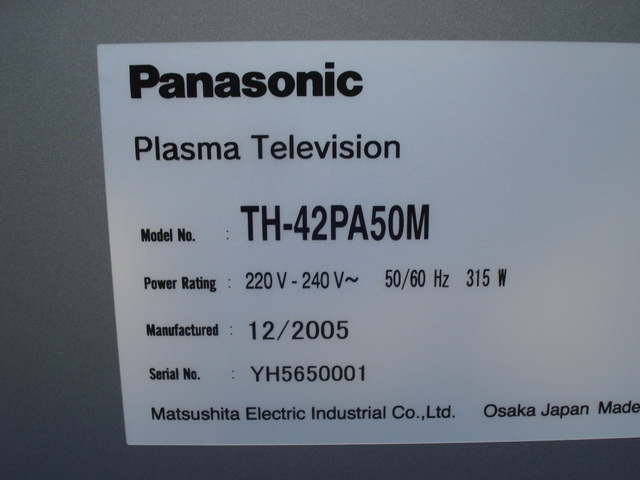 Panasonic
Plasma Television
Model No. : TH-42PA50M
Power Rating : 220 V - 240 V~ 50/60 Hz 315 W
Manufactured : 12/2005
Serial No. : YH5650001
Matsushita Electric Industrial Co.,Ltd. Osaka Japan Made